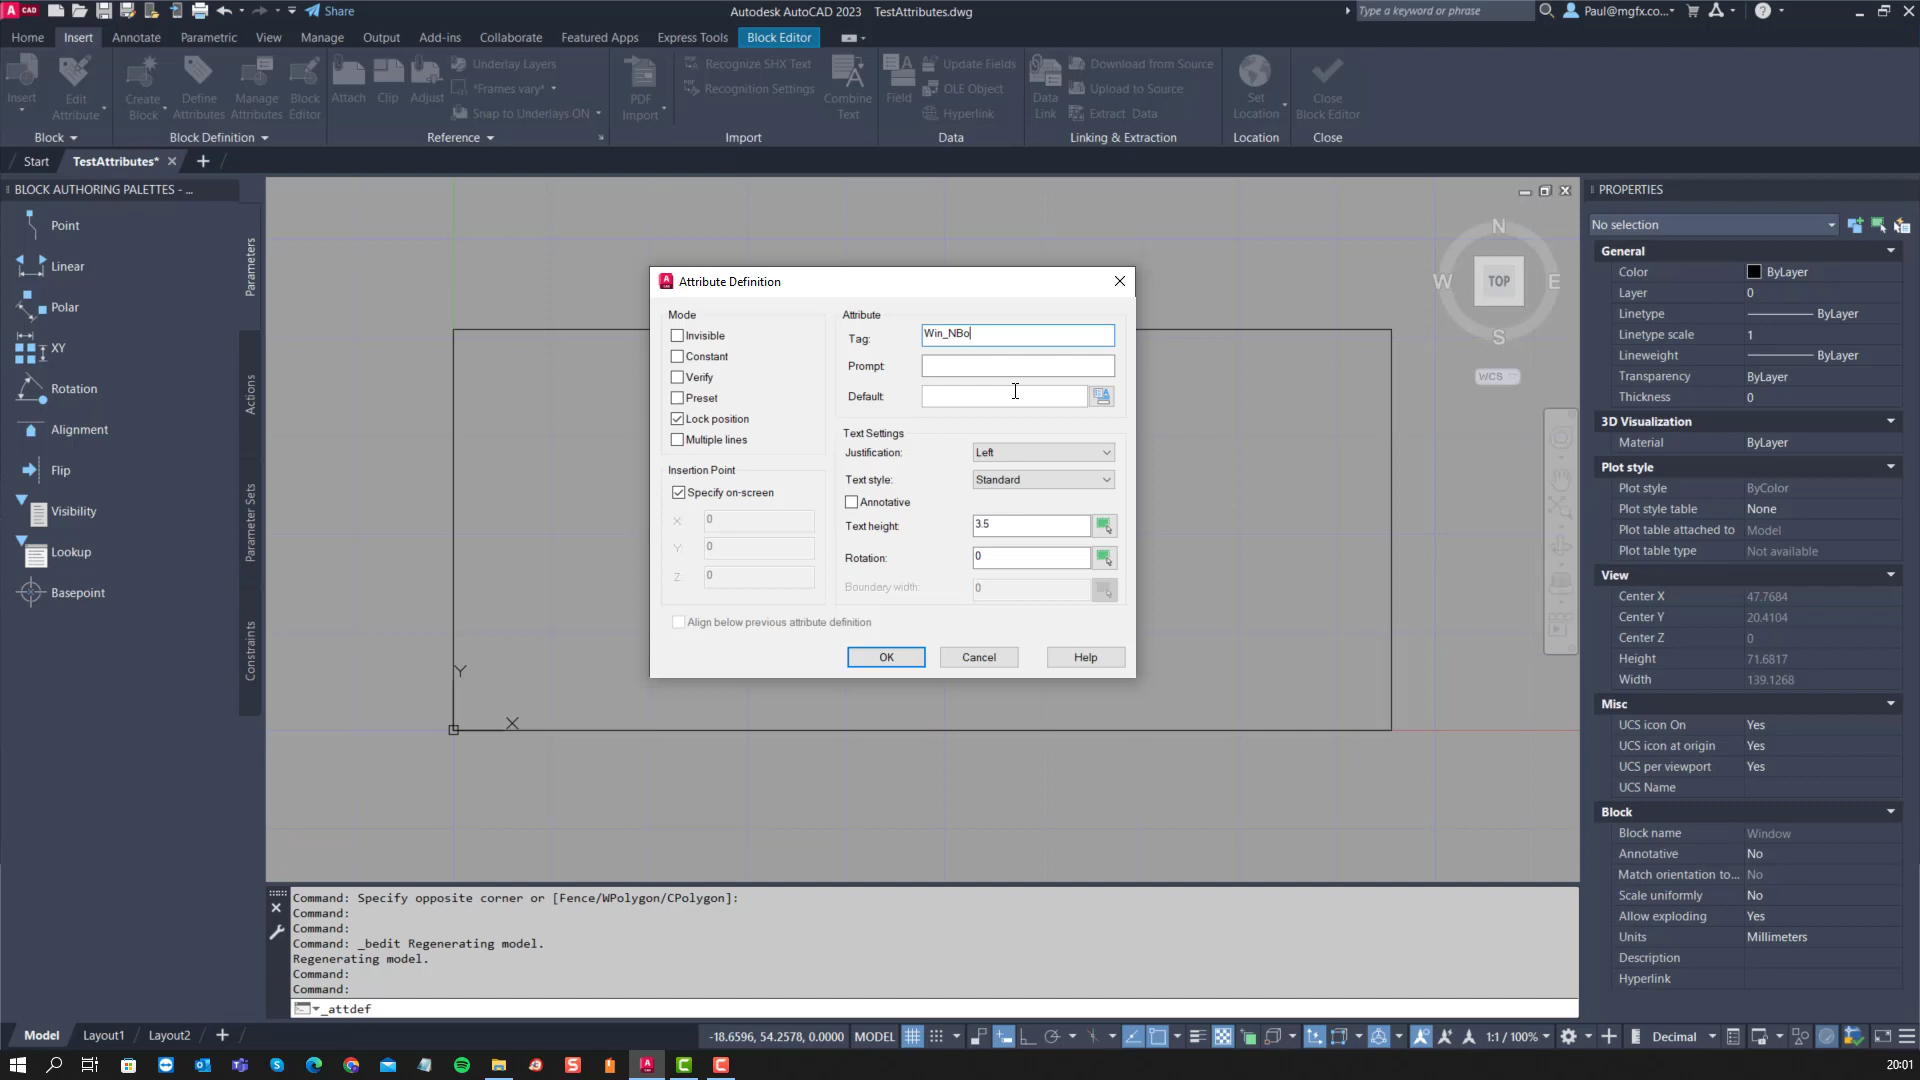 A CAD
Share
Autodesk AutoCAD 2023 TestAttributes.dwg
Type a keyword or phrase
Paul@mgfx.co...
Home Insert Annotate Parametric View Manage Output Add-ins Collaborate Featured Apps Express Tools Block Editor
Insert
Edit Attribute
Create Block
Define Attributes
Manage Attributes
Block Editor
Attach
Clip
Adjust
Underlay Layers
*Frames vary*
Snap to Underlays ON
PDF Import
Recognize SHX Text
Recognition Settings
Combine Text
Field
Update Fields
OLE Object
Hyperlink
Data Link
Download from Source
Upload to Source
Extract Data
Set Location
Close Block Editor
Block Block Definition Reference Import Data Linking & Extraction Location Close
Start TestAttributes*
BLOCK AUTHORING PALETTES - ...
Point
Linear
Polar
XY
Rotation
Alignment
Flip
Visibility
Lookup
Basepoint
Parameters
Actions
Parameter Sets
Constraints
Y
X
N
W TOP E
S
WCS
Attribute Definition
Mode
Invisible
Constant
Verify
Preset
Lock position
Multiple lines
Insertion Point
Specify on-screen
X: 0
Y: 0
Z: 0
Attribute
Tag: Win_NBo
Prompt:
Default:
Text Settings
Justification: Left
Text style: Standard
Annotative
Text height: 3.5
Rotation: 0
Boundary width: 0
Align below previous attribute definition
OK Cancel Help
PROPERTIES
No selection
General
Color ByLayer
Layer 0
Linetype ByLayer
Linetype scale 1
Lineweight ByLayer
Transparency ByLayer
Thickness 0
3D Visualization
Material ByLayer
Plot style
Plot style ByColor
Plot style table None
Plot table attached to Model
Plot table type Not available
View
Center X 47.7684
Center Y 20.4104
Center Z 0
Height 71.6817
Width 139.1268
Misc
UCS icon On Yes
UCS icon at origin Yes
UCS per viewport Yes
UCS Name
Block
Block name Window
Annotative No
Match orientation to... No
Scale uniformly No
Allow exploding Yes
Units Millimeters
Description
Hyperlink
Command: Specify opposite corner or [Fence/WPolygon/CPolygon]:
Command:
Command:
Command: _bedit Regenerating model.
Regenerating model.
Command:
Command:
_attdef
Model Layout1 Layout2
-18.6596, 54.2578, 0.0000 MODEL
1:1 / 100%
Decimal
20:01